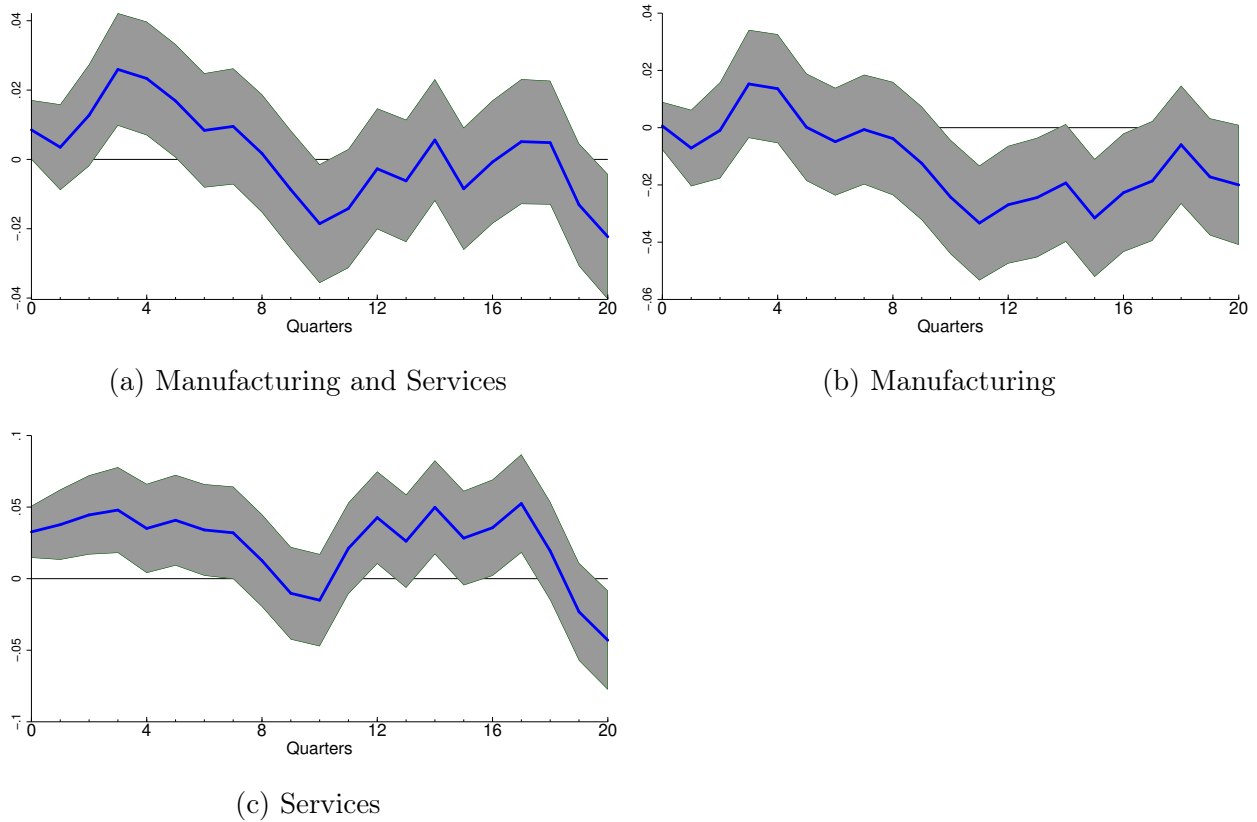 .04
.02
0
-.02
-.04
0 4 8 12 16 20
Quarters
(a) Manufacturing and Services
.04
.02
0
-.02
-.04
-.06
0 4 8 12 16 20
Quarters
(b) Manufacturing
.1
.05
0
-.05
-.1
0 4 8 12 16 20
Quarters
(c) Services